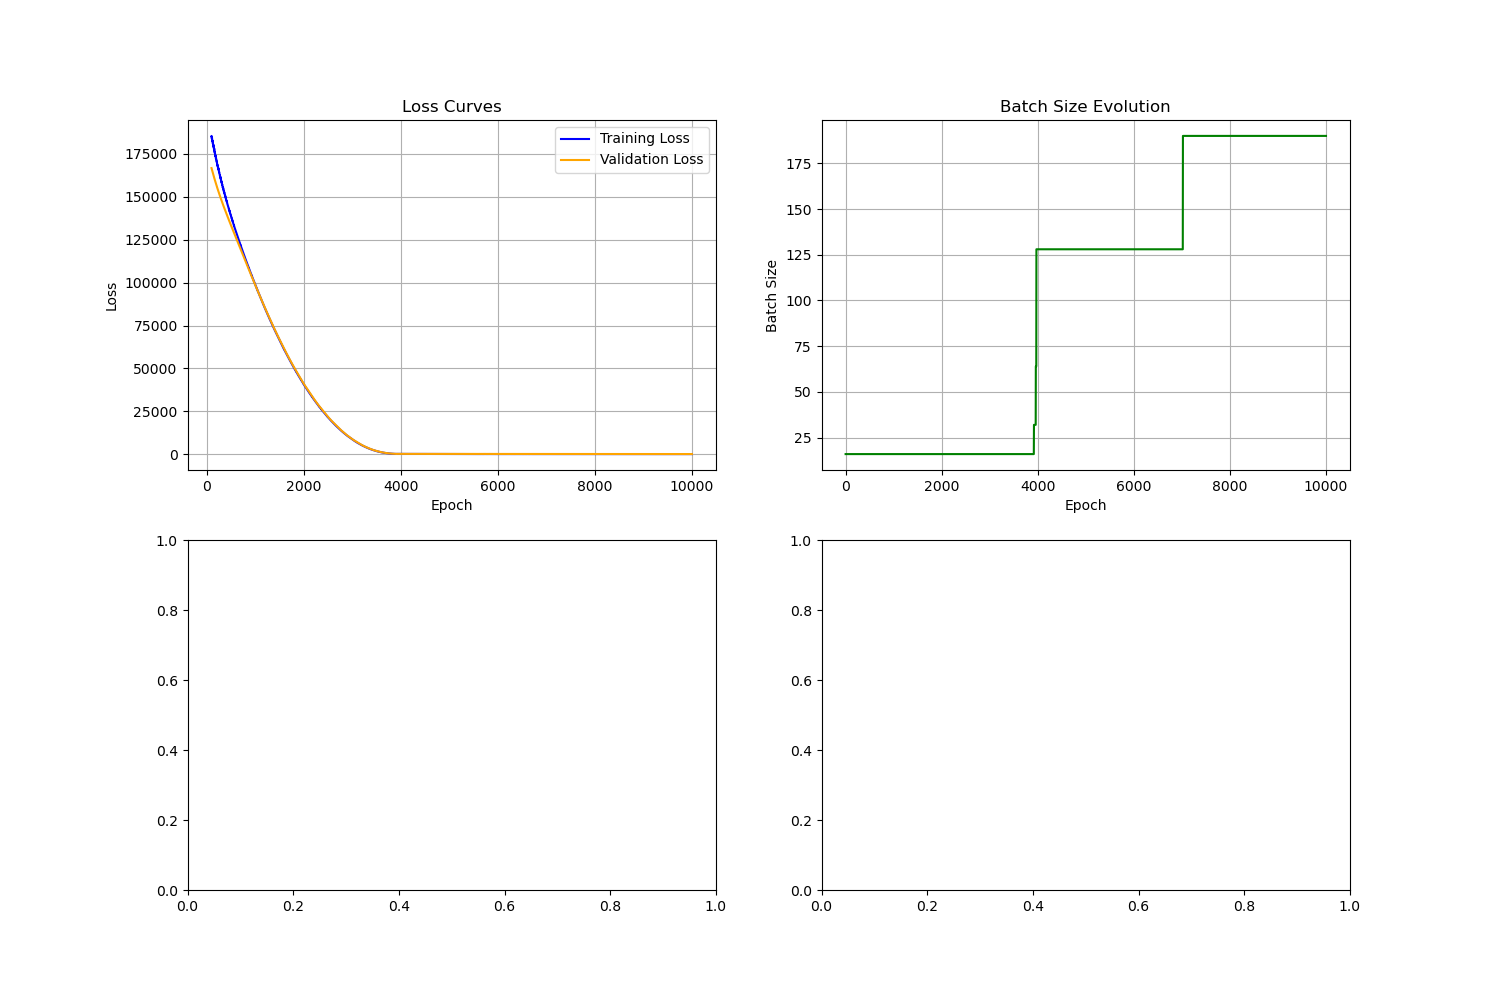 Loss Curves
Training Loss
Validation Loss
175000
150000
125000
100000
75000
50000
25000
0
Loss
0 2000 4000 6000 8000 10000
Epoch
Batch Size Evolution
175
150
125
100
75
50
25
Batch Size
0 2000 4000 6000 8000 10000
Epoch
1.0
0.8
0.6
0.4
0.2
0.0
0.0 0.2 0.4 0.6 0.8 1.0
1.0
0.8
0.6
0.4
0.2
0.0
0.0 0.2 0.4 0.6 0.8 1.0